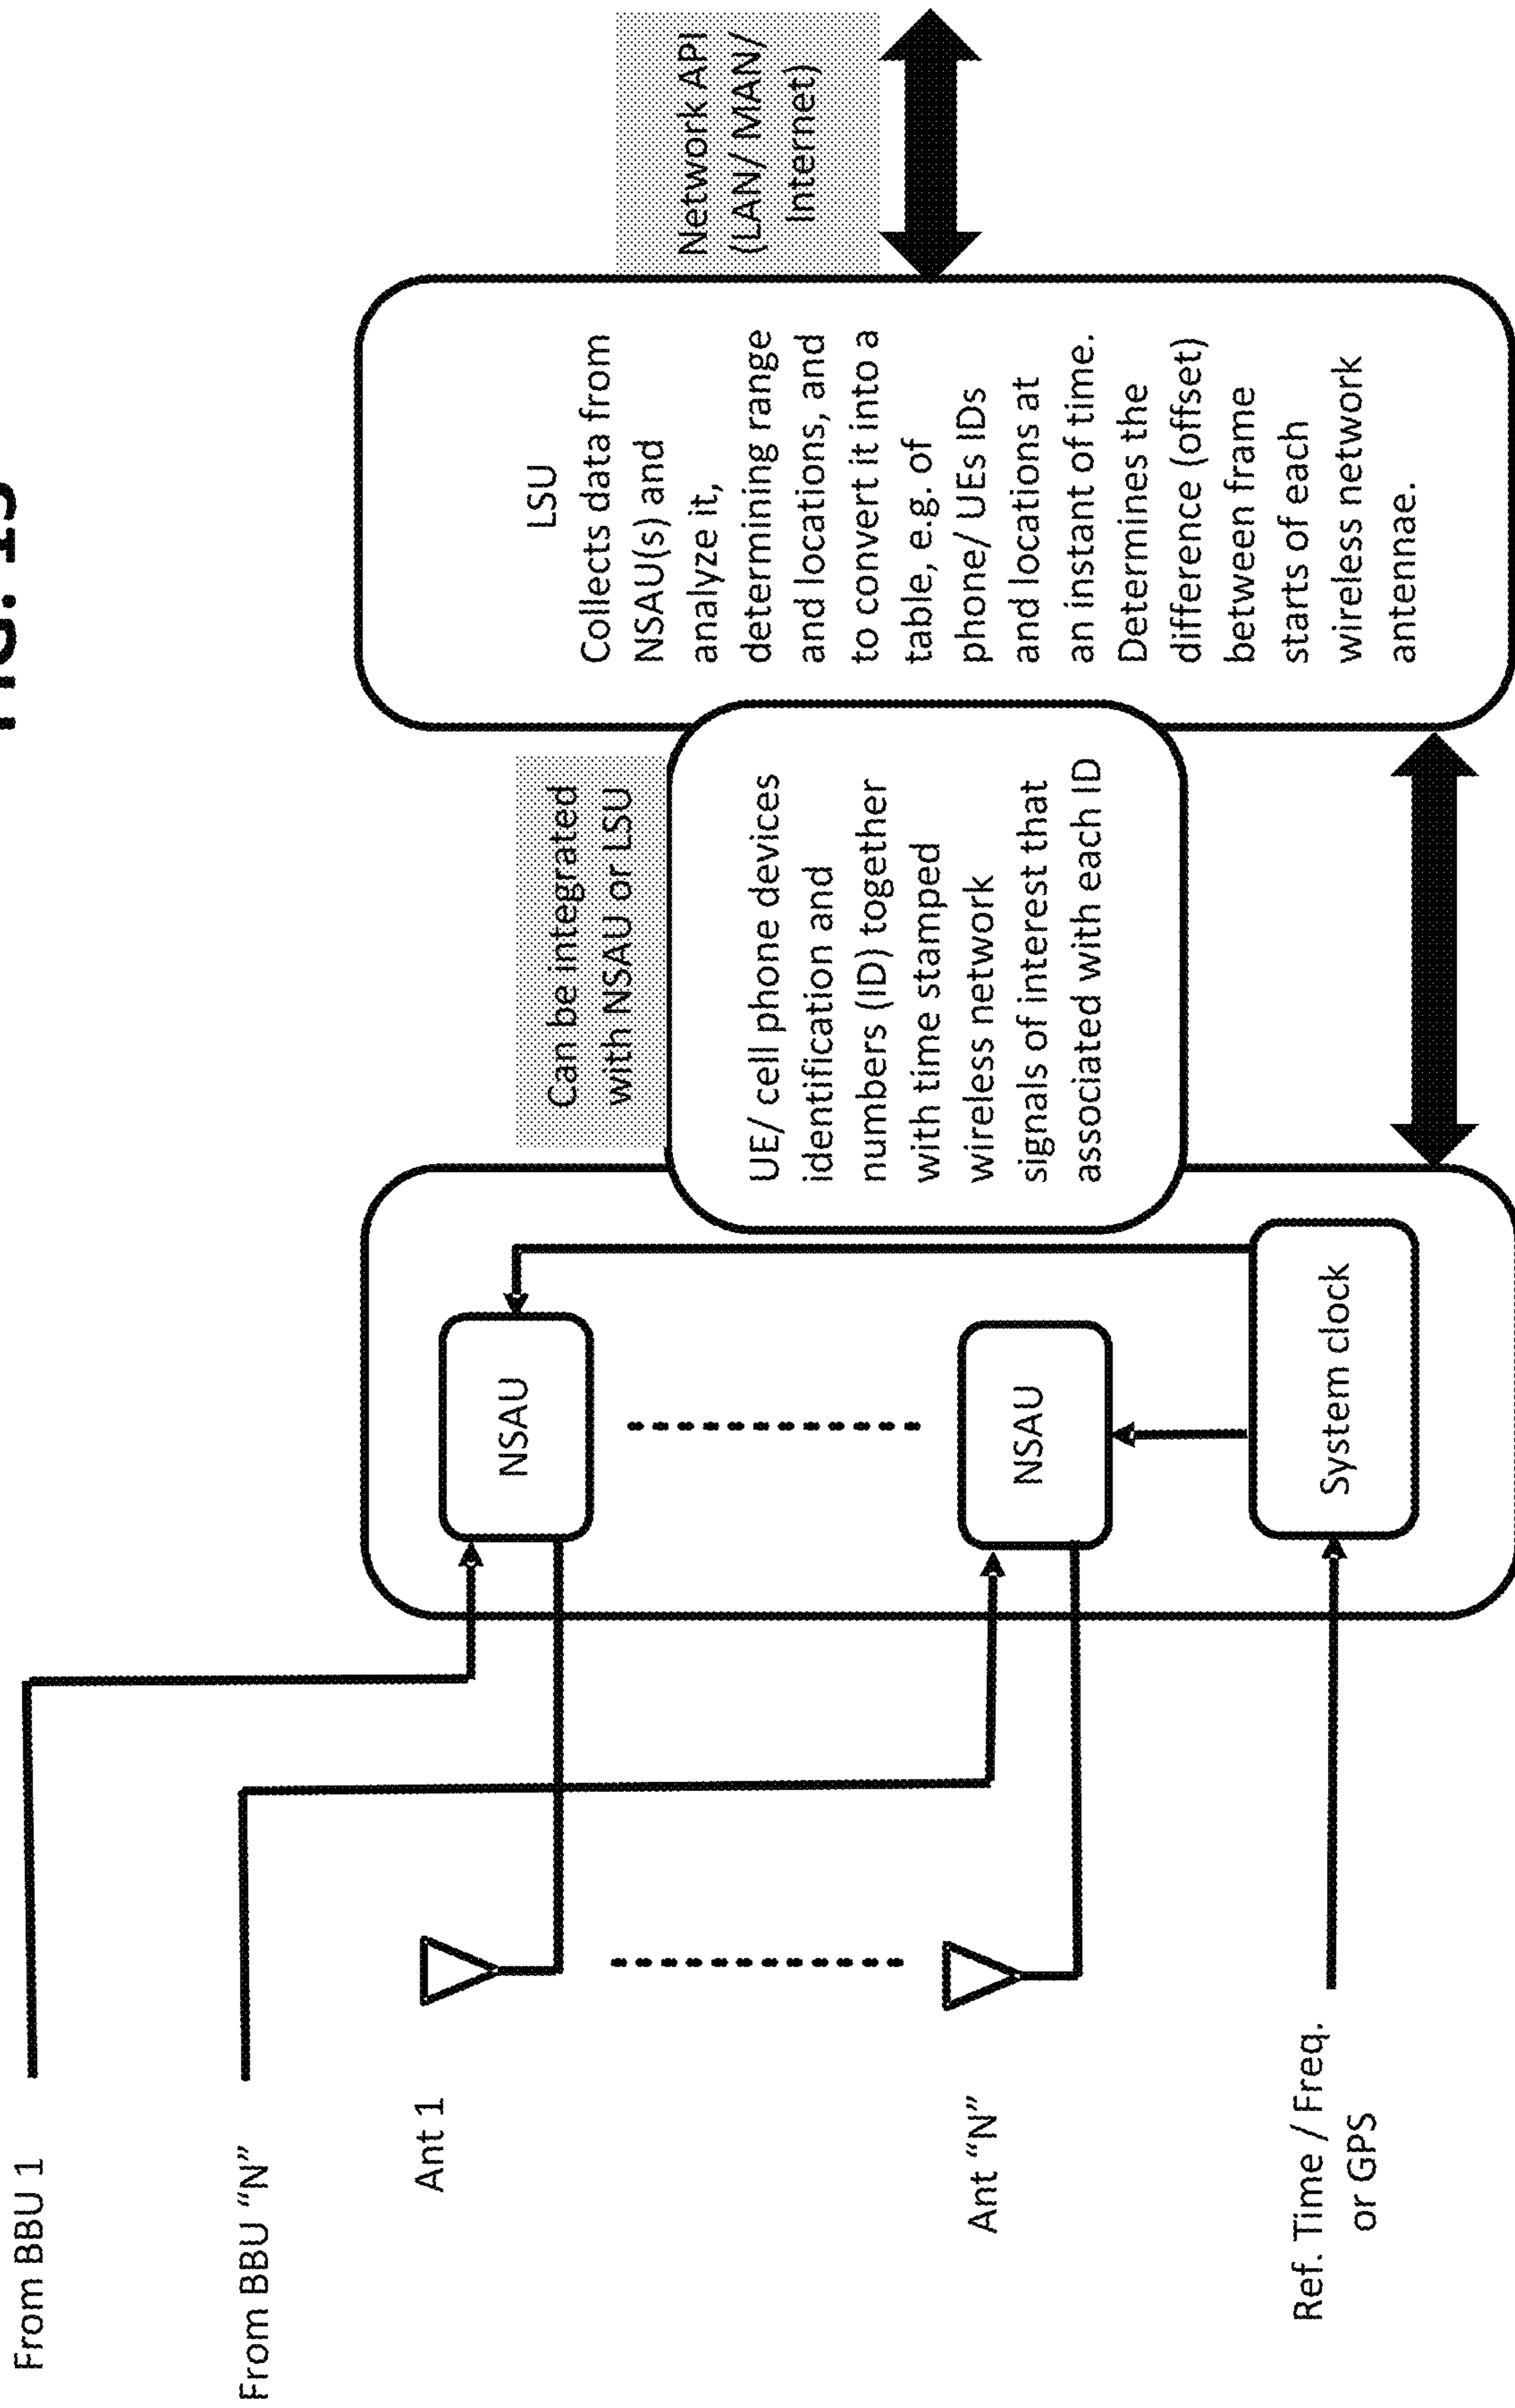 FIG.
From BBU 1
From BBU "N"
Ant 1
Ant "N"
Ref. Time / Freq.
or GPS
NSAU
NSAU
System clock
Can be integrated
with NSAU or LSU
UE/ cell phone devices
identification and
numbers (ID) together
with time stamped
wireless network
signals of interest that
associated with each ID
LSU
Collects data from
NSAU(s) and
analyze it,
determining range
and locations, and
to convert it into a
table, e.g. of
phone/ UEs IDs
and locations at
an instant of time.
Determines the
difference (offset)
between frame
starts of each
wireless network
antennae.
Network API
(LAN/ MAN/
Internet)